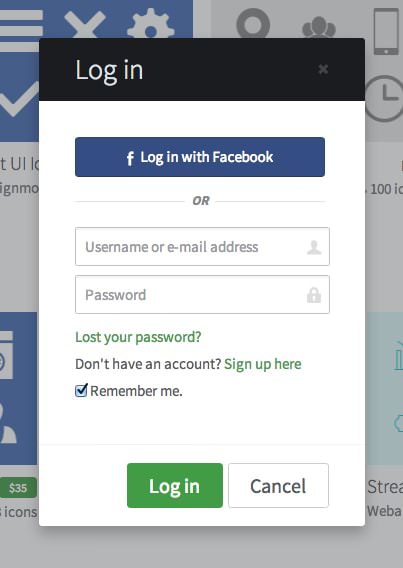 Log in
×
f Log in with Facebook
OR
Username or e-mail address
Password
Lost your password?
Don't have an account? Sign up here
Remember me.
Log in
Cancel
t UI Ic
ignmo
100 ic
$35
icons
Strea
Weba